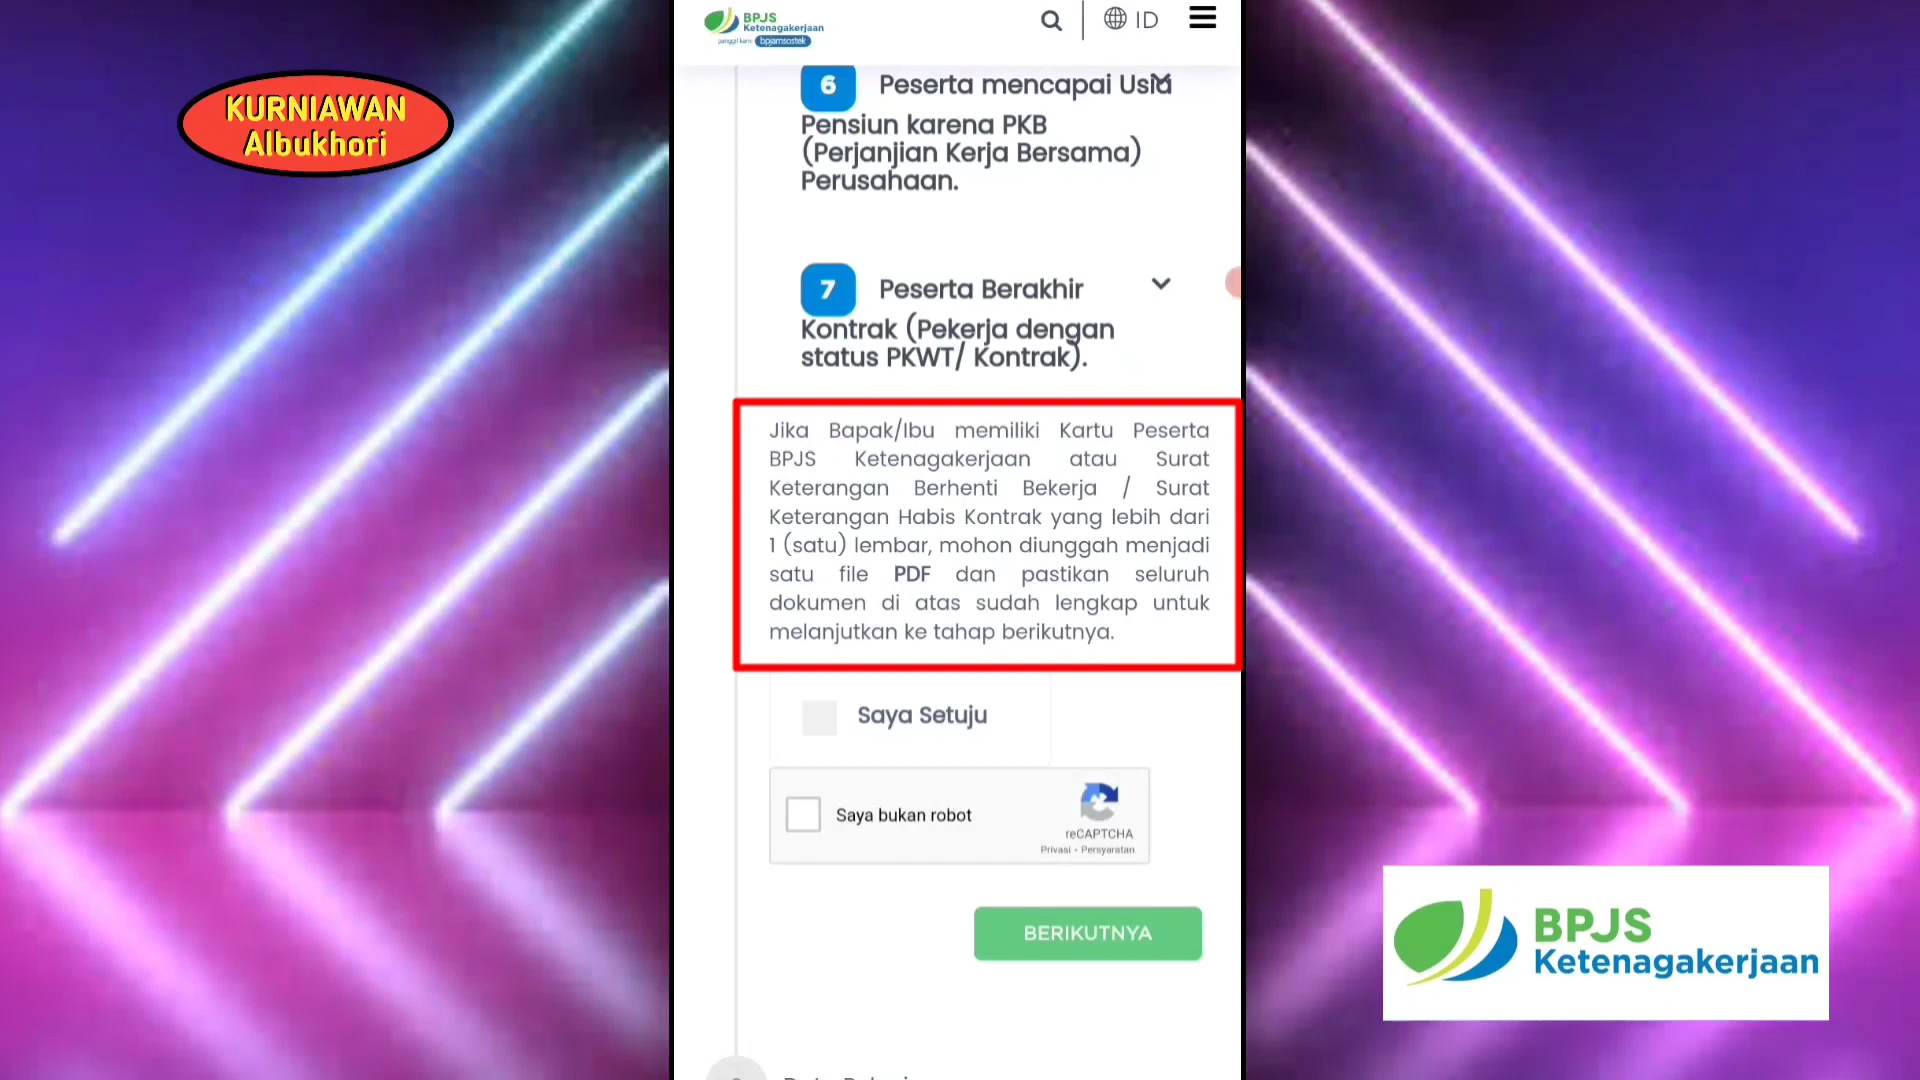 KURNIAWAN
Albukhori
BPJS
Ketenagakerjaan
panggil kami bpjamsostek
ID
6 Peserta mencapai Usia
Pensiun karena PKB
(Perjanjian Kerja Bersama)
Perusahaan.
7 Peserta Berakhir
Kontrak (Pekerja dengan
status PKWT/ Kontrak).
Jika Bapak/Ibu memiliki Kartu Peserta
BPJS Ketenagakerjaan atau Surat
Keterangan Berhenti Bekerja / Surat
Keterangan Habis Kontrak yang lebih dari
1 (satu) lembar, mohon diunggah menjadi
satu file PDF dan pastikan seluruh
dokumen di atas sudah lengkap untuk
melanjutkan ke tahap berikutnya.
Saya Setuju
Saya bukan robot
reCAPTCHA
Privasi - Persyaratan
BERIKUTNYA
BPJS
Ketenagakerjaan